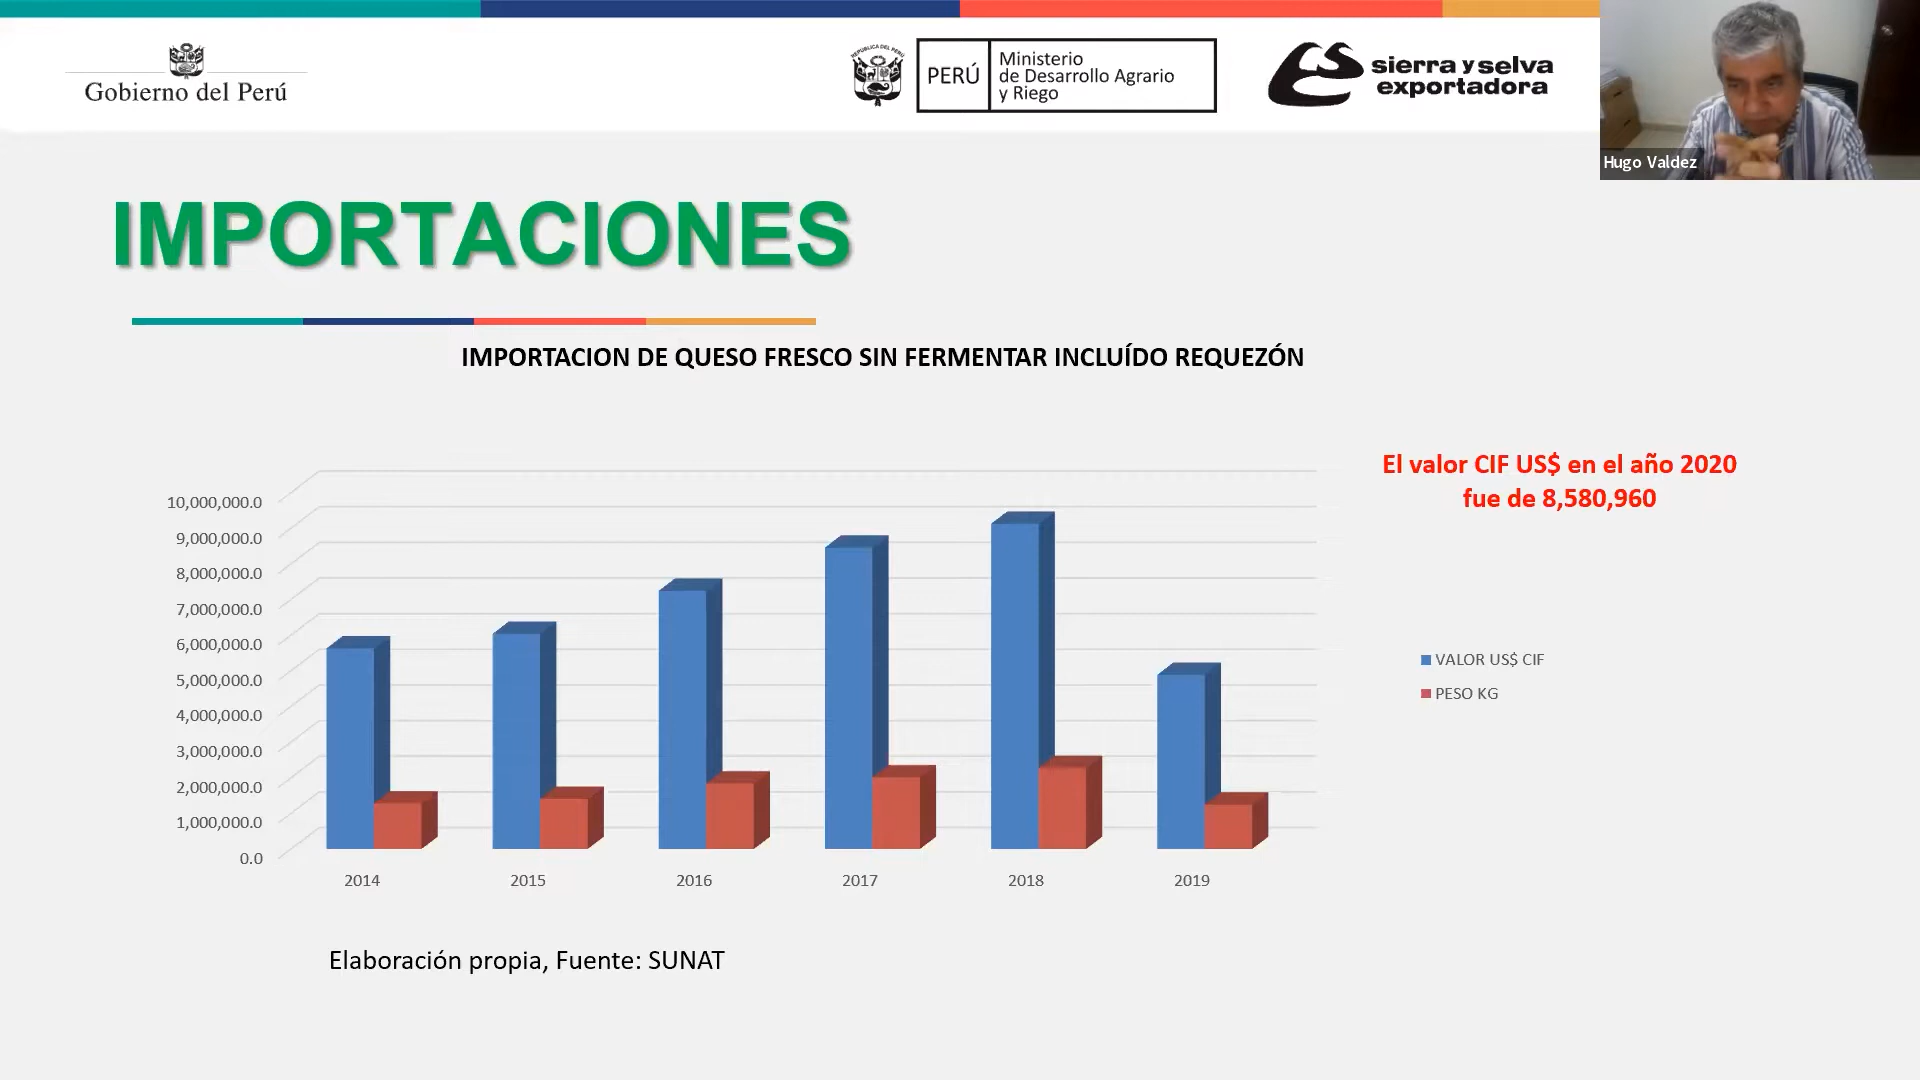 Gobierno del Perú
REPÚBLICA DEL PERÚ
PERÚ
Ministerio
de Desarrollo Agrario
y Riego
sierra y selva
exportadora
Hugo Valdez
IMPORTACIONES
IMPORTACION DE QUESO FRESCO SIN FERMENTAR INCLUÍDO REQUEZÓN
El valor CIF US$ en el año 2020
fue de 8,580,960
10,000,000.0
9,000,000.0
8,000,000.0
7,000,000.0
6,000,000.0
5,000,000.0
4,000,000.0
3,000,000.0
2,000,000.0
1,000,000.0
0.0
2014
2015
2016
2017
2018
2019
VALOR US$ CIF
PESO KG
Elaboración propia, Fuente: SUNAT